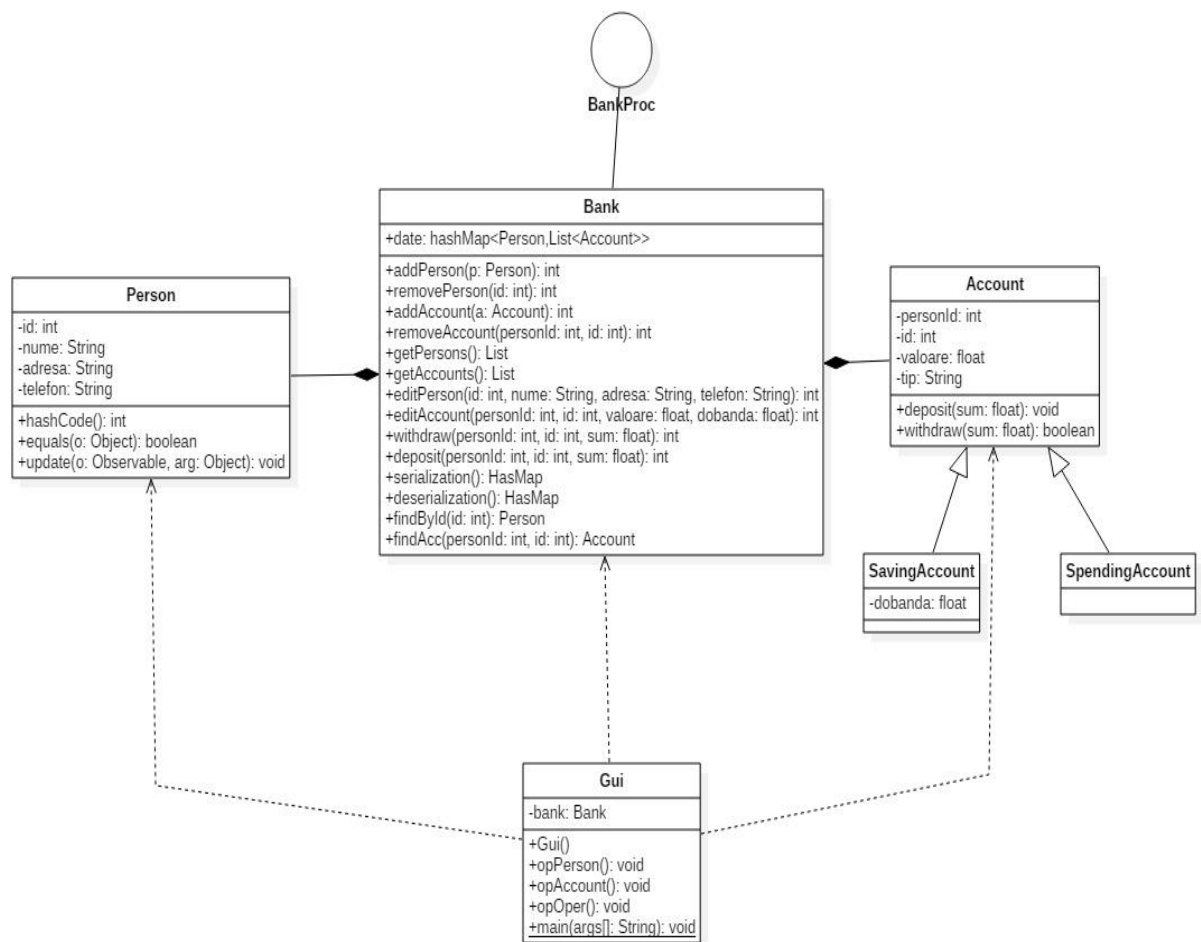 BankProc
Bank
+date: hashMap<Person,List<Account>>
+addPerson(p: Person): int
+removePerson(id: int): int
+addAccount(a: Account): int
+removeAccount(personId: int, id: int): int
+getPersons(): List
+getAccounts(): List
+editPerson(id: int, nume: String, adresa: String, telefon: String): int
+editAccount(personId: int, id: int, valoare: float, dobanda: float): int
+withdraw(personId: int, id: int, sum: float): int
+deposit(personId: int, id: int, sum: float): int
+serialization(): HasMap
+deserialization(): HasMap
+findById(id: int): Person
+findAcc(personId: int, id: int): Account
Person
-id: int
-nume: String
-adresa: String
-telefon: String
+hashCode(): int
+equals(o: Object): boolean
+update(o: Observable, arg: Object): void
Account
-personId: int
-id: int
-valoare: float
-tip: String
+deposit(sum: float): void
+withdraw(sum: float): boolean
SavingAccount
-dobanda: float
SpendingAccount
Gui
-bank: Bank
+Gui()
+opPerson(): void
+opAccount(): void
+opOper(): void
+main(args[]: String): void